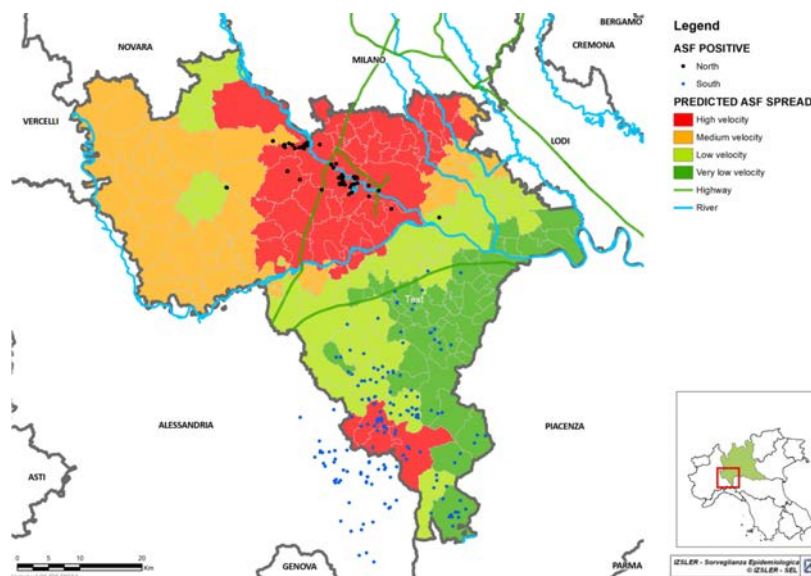 BERGAMO
NOVARA
CREMONA
MILANO
VERCELLI
LODI
Text
ALESSANDRIA
PIACENZA
ASTI
GENOVA
PARMA
0 5 10 20
Km
Legend
ASF POSITIVE
North
South
PREDICTED ASF SPREAD
High velocity
Medium velocity
Low velocity
Very low velocity
Highway
River
IZSLER - Sorveglianza Epidemiologica
© IZSLER - SEL